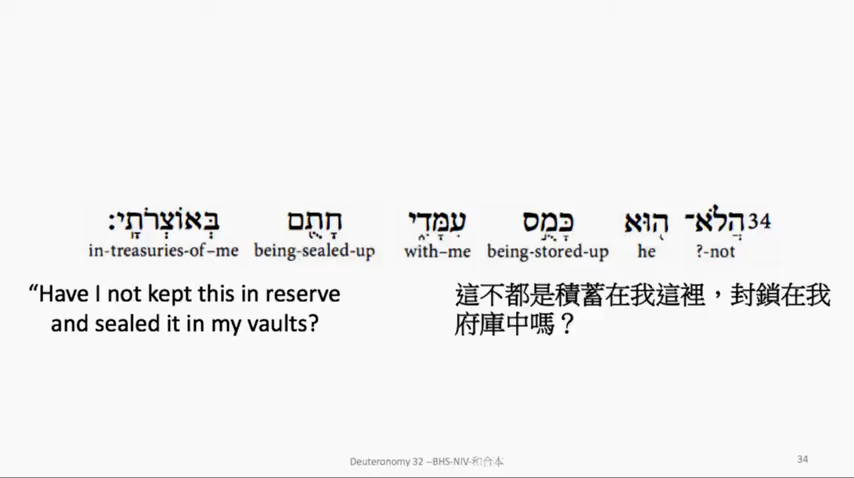 34 הֲלֹא־ ה֖וּא כָּמֻ֣ס עִמָּדִ֑י חָתֻ֖ם בְּאוֹצְרֹתָֽי׃
in-treasuries-of–me being-sealed-up with–me being-stored-up he ?-not
“Have I not kept this in reserve
and sealed it in my vaults?
這不都是積蓄在我這裡，封鎖在我
府庫中嗎？
Deuteronomy 32 –BHS-NIV-和合本
34